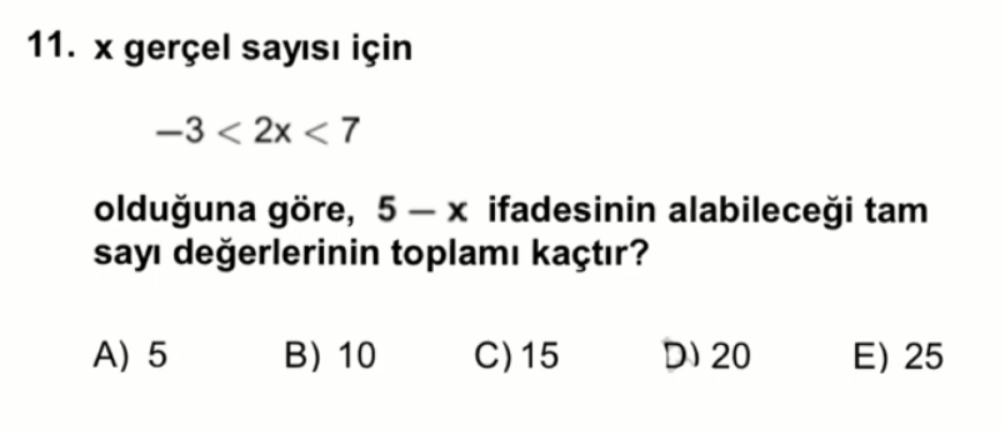 11. x gerçel sayısı için
−3 < 2x < 7
olduğuna göre, 5 − x ifadesinin alabileceği tam
sayı değerlerinin toplamı kaçtır?
A) 5 B) 10 C) 15 D) 20 E) 25